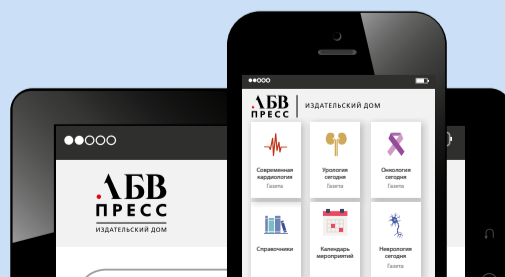 АБВ
ПРЕСС
ИЗДАТЕЛЬСКИЙ ДОМ
АБВ
ПРЕСС
ИЗДАТЕЛЬСКИЙ ДОМ
Современная
кардиология
Газета
Урология
сегодня
Газета
Онкология
сегодня
Газета
Справочники
Календарь
мероприятий
Неврология
сегодня
Газета